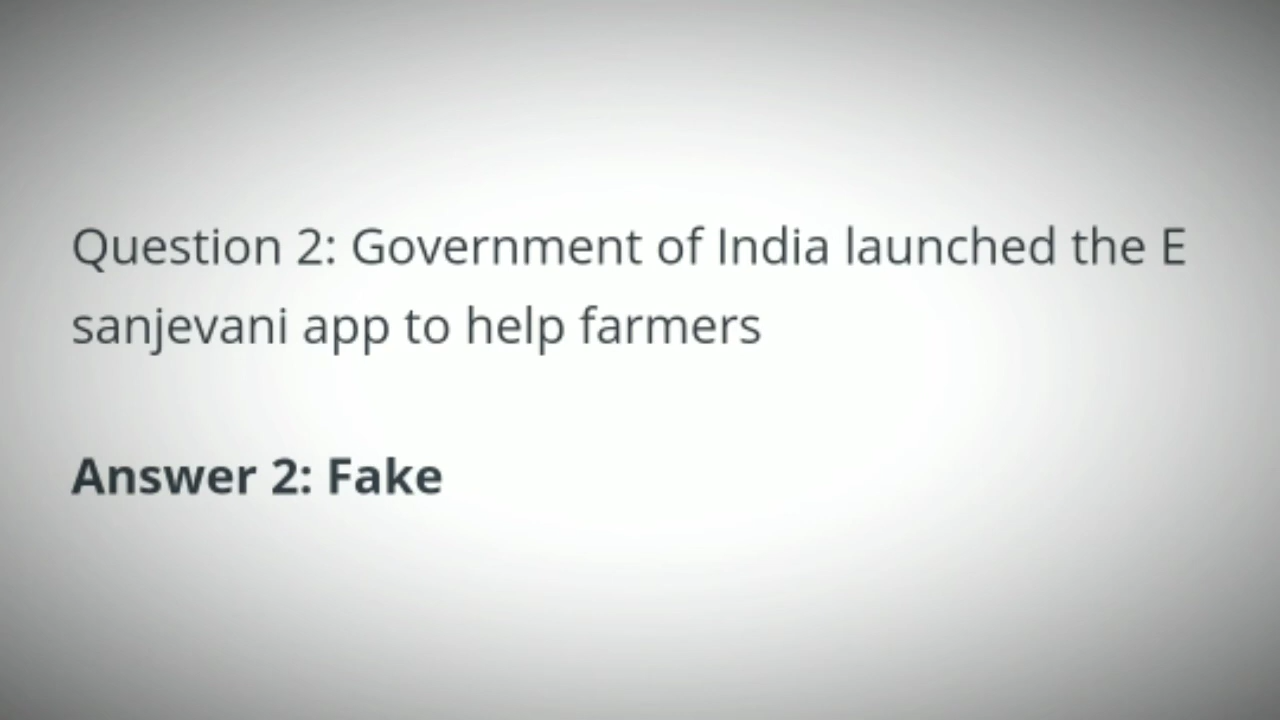 Question 2: Government of India launched the E
sanjevani app to help farmers
Answer 2: Fake